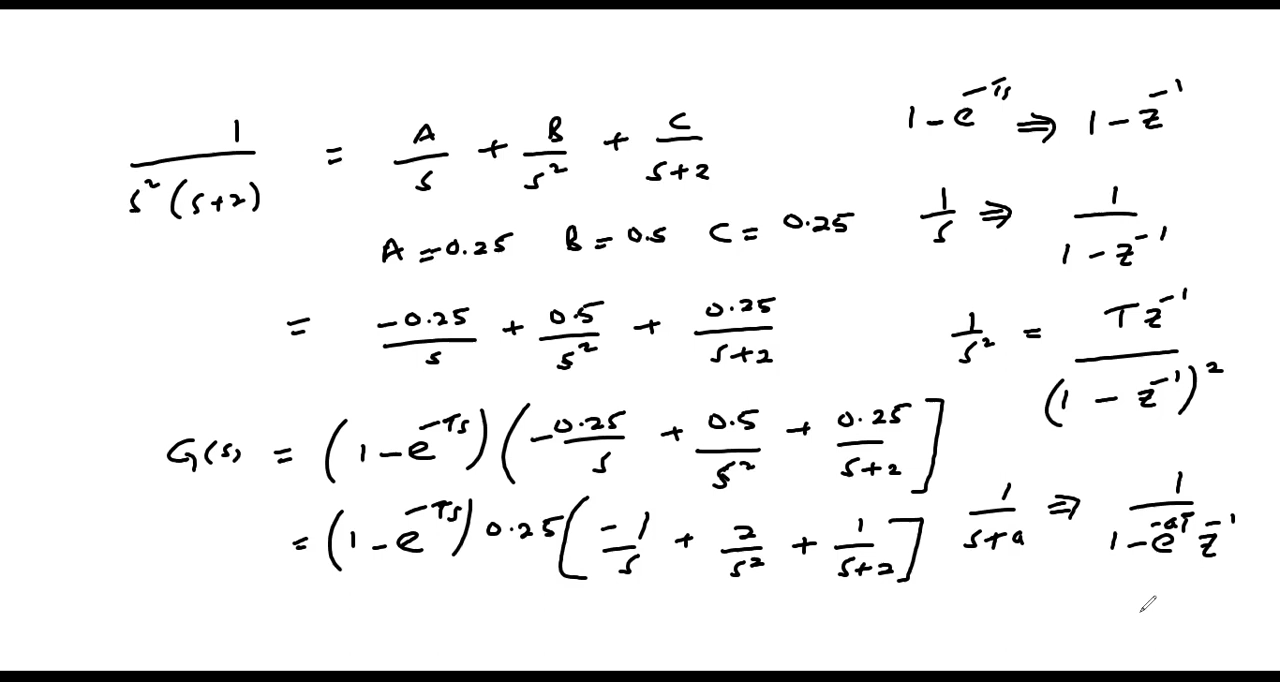 1/(s²(s+2)) = A/s + B/s² + C/(s+2)
A = 0.25 B = 0.5 C = 0.25
= -0.25/s + 0.5/s² + 0.25/(s+2)
G(s) = (1 - e^(-Ts)) (-0.25/s + 0.5/s² + 0.25/(s+2)]
= (1 - e^(-Ts)) 0.25 [-1/s + 2/s² + 1/(s+2)]
1 - e^(-Ts) ⇒ 1 - z^(-1)
1/s ⇒ 1/(1 - z^(-1))
1/s² = Tz^(-1)/(1 - z^(-1))²
1/(s+a) ⇒ 1/(1 - e^(-aT) z^(-1))